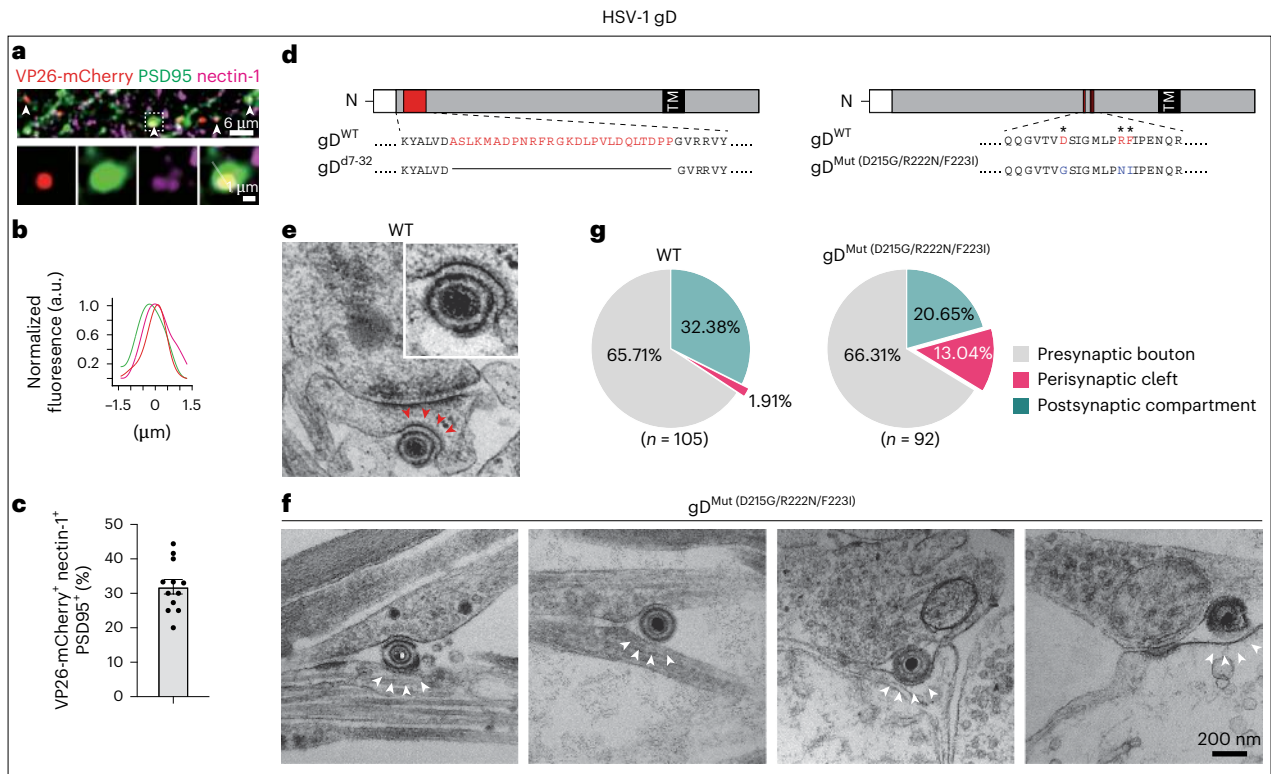 HSV-1 gD
a
VP26-mCherry PSD95 nectin-1
6 µm
1 µm
b
Normalized
fluoresence (a.u.)
1.0
0.6
0.2
–1.5 0 1.5
(µm)
c
VP26-mCherry+ nectin-1+
PSD95+ (%)
50
40
30
20
10
0
d
N
TM
gDWT
..... KYALVDASLKMADPNRFRGKDLPVLDQLTDPPGVRRVY .....
gDd7-32
..... KYALVD GVRRVY .....
N
TM
* **
gDWT
..... QQGVTVDSIGMLPRFIPENQR .....
gDMut (D215G/R222N/F223I)
..... QQGVTVGSIGMLPNIIPENQR .....
e
WT
g
WT
32.38%
65.71%
1.91%
(n = 105)
gDMut (D215G/R222N/F223I)
20.65%
13.04%
66.31%
(n = 92)
Presynaptic bouton
Perisynaptic cleft
Postsynaptic compartment
f
gDMut (D215G/R222N/F223I)
200 nm